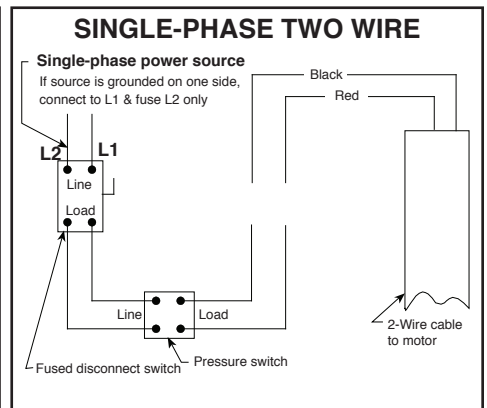 SINGLE-PHASE TWO WIRE
Single-phase power source
If source is grounded on one side,
connect to L1 & fuse L2 only
Black
Red
L2 L1
Line
Load
Line Load
2-Wire cable
to motor
Fused disconnect switch
Pressure switch